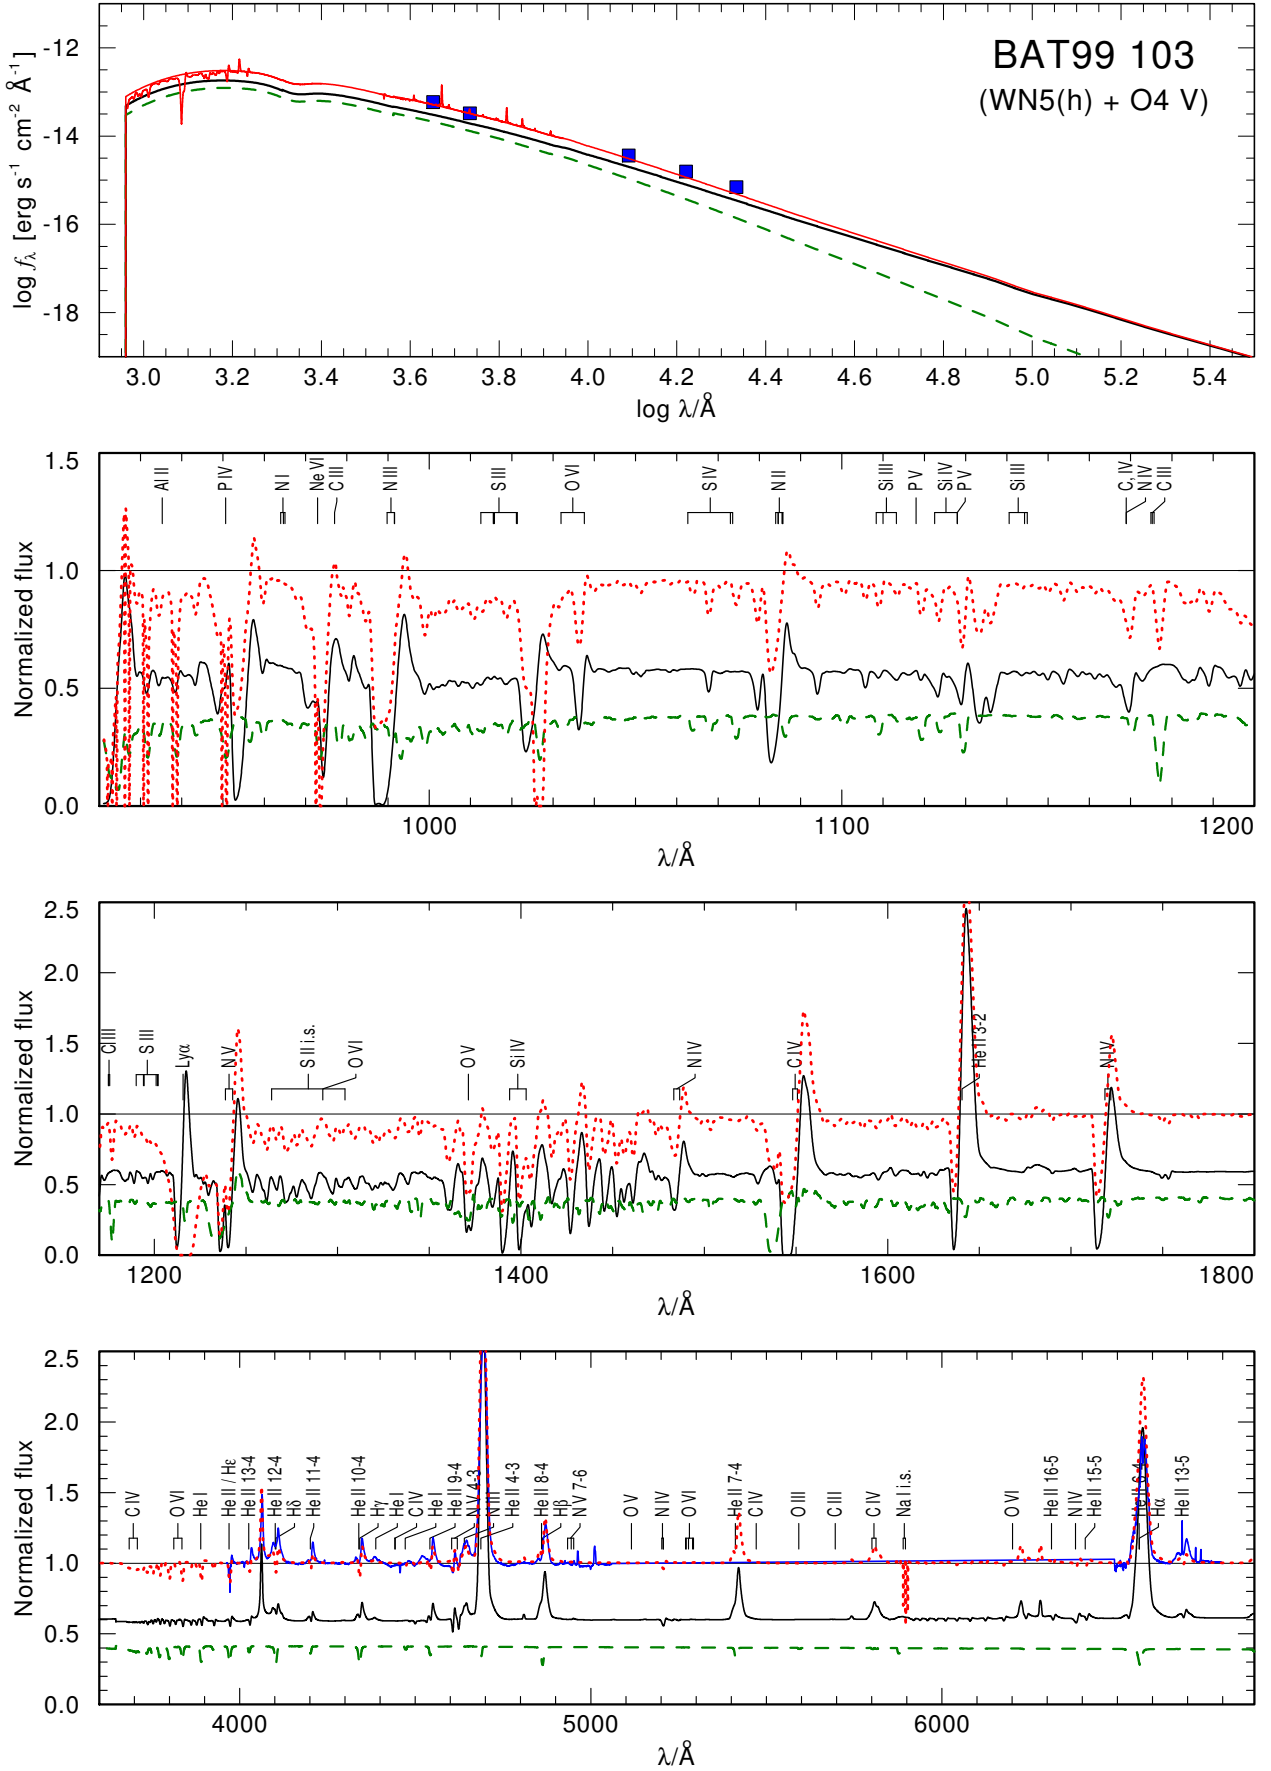 BAT99 103
(WN5(h) + O4 V)
log fλ [erg s-1 cm-2 Å-1]
-12
-14
-16
-18
3.0 3.2 3.4 3.6 3.8 4.0 4.2 4.4 4.6 4.8 5.0 5.2 5.4
log λ/Å
Normalized flux
1.5
1.0
0.5
0.0
Al II
P IV
N I
Ne VI
C III
N III
S III
O VI
S IV
N II
Si III
P V
Si IV
P V
Si III
C, IV
N IV
C III
1000 1100 1200
λ/Å
Normalized flux
2.5
2.0
1.5
1.0
0.5
0.0
C III
S III
Lyα
N V
S II i.s.
O VI
O V
Si IV
N IV
C IV
He II 3-2
N IV
1200 1400 1600 1800
λ/Å
Normalized flux
2.5
2.0
1.5
1.0
0.5
0.0
C IV
O VI
He I
He II / Hε
He II 13-4
He II 12-4
Hδ
He II 11-4
He II 10-4
Hγ
He I
C IV
He I
He II 9-4
N V 4-3
He II 4-3
He II 8-4
Hβ
N V 7-6
O V
N IV
O VI
He II 7-4
C IV
O III
C III
C IV
Na I i.s.
O VI
He II 16-5
N IV
He II 15-5
He II 6-4
Hα
He II 13-5
4000 5000 6000
λ/Å